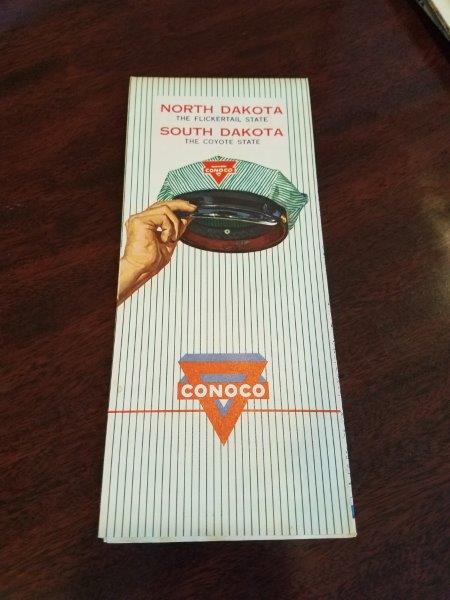 NORTH DAKOTA
THE FLICKERTAIL STATE
SOUTH DAKOTA
THE COYOTE STATE
CONOCO
CONOCO